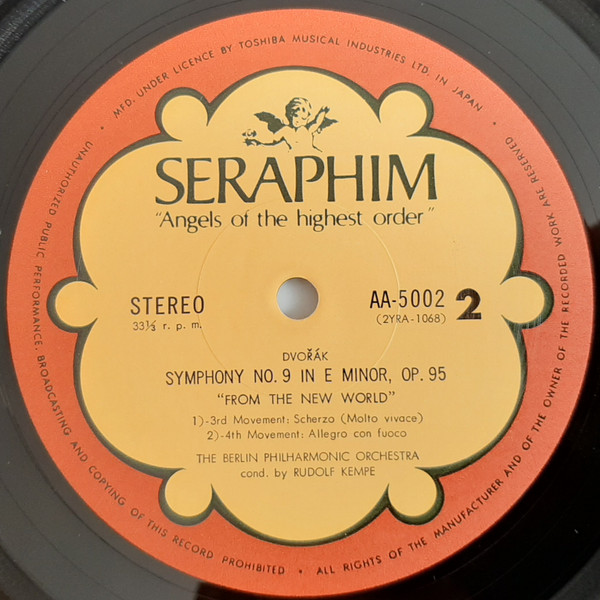 MFD. UNDER LICENCE BY TOSHIBA MUSICAL INDUSTRIES LTD. IN JAPAN •
SERAPHIM
"Angels of the highest order"
STEREO
33⅓ r. p. m.
AA-5002
(2YRA-1068)
2
DVOŘÁK
SYMPHONY NO. 9 IN E MINOR, OP. 95
"FROM THE NEW WORLD"
1)-3rd Movement: Scherzo (Molto vivace)
2)-4th Movement: Allegro con fuoco
THE BERLIN PHILHARMONIC ORCHESTRA
cond. by RUDOLF KEMPE
ALL RIGHTS OF THE MANUFACTURER AND OF THE OWNER OF THE RECORDED WORK ARE RESERVED •
UNAUTHORIZED PUBLIC PERFORMANCE, BROADCASTING AND COPYING OF THIS RECORD PROHIBITED •